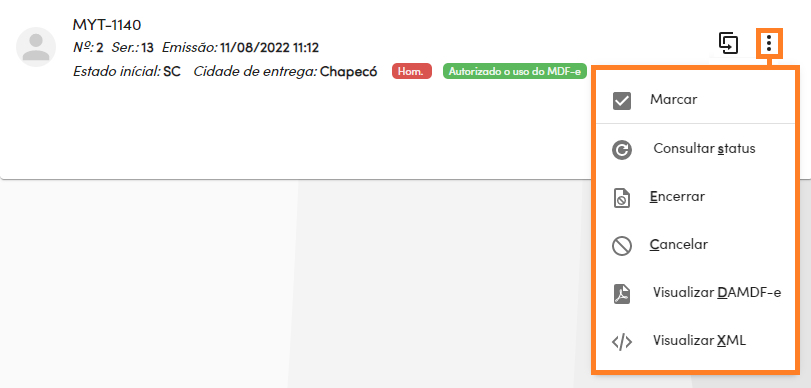 MYT-1140
Nº: 2 Ser.: 13 Emissão: 11/08/2022 11:12
Estado inícial: SC Cidade de entrega: Chapecó Hom. Autorizado o uso do MDF-e
Marcar
Consultar status
Encerrar
Cancelar
Visualizar DAMDF-e
Visualizar XML